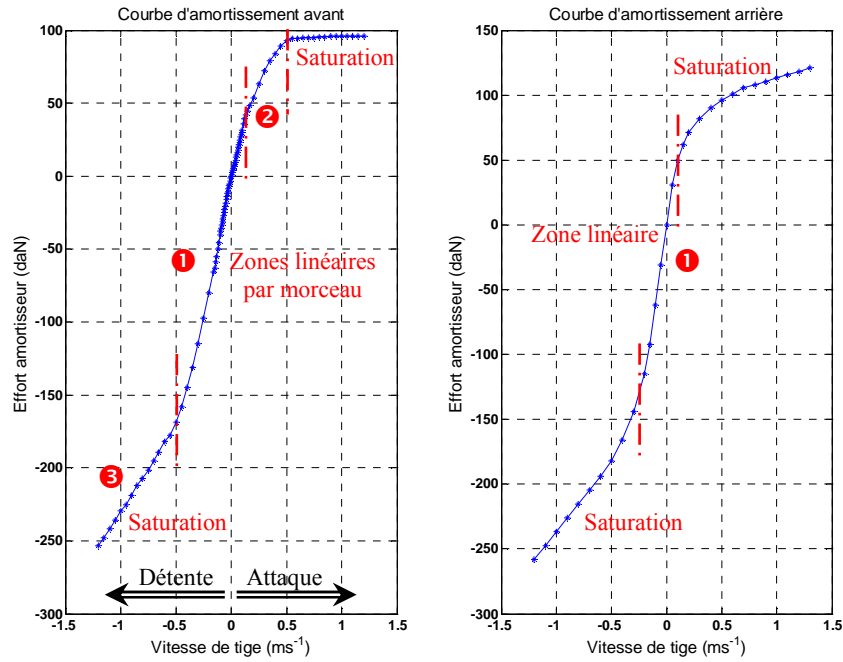 Courbe d'amortissement avant
100
50
0
-50
-100
-150
-200
-250
-300
Effort amortisseur (daN)
Saturation
2
1
Zones linéaires
par morceau
3
Saturation
Détente
Attaque
-1.5
-1
-0.5
0
0.5
1
1.5
Vitesse de tige (ms-1)
Courbe d'amortissement arrière
150
100
50
0
-50
-100
-150
-200
-250
-300
Effort amortisseur (daN)
Saturation
Zone linéaire
1
Saturation
-1.5
-1
-0.5
0
0.5
1
1.5
Vitesse de tige (ms-1)